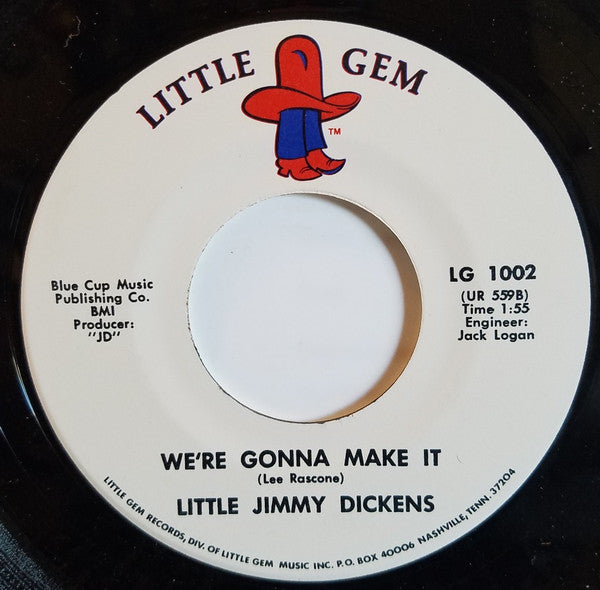 LITTLE GEM
TM
Blue Cup Music
Publishing Co.
BMI
Producer:
"JD"
LG 1002
(UR 559B)
Time 1:55
Engineer:
Jack Logan
WE'RE GONNA MAKE IT
(Lee Rascone)
LITTLE JIMMY DICKENS
LITTLE GEM RECORDS, DIV. OF LITTLE GEM MUSIC INC. P.O. BOX 40006 NASHVILLE, TENN. 37204